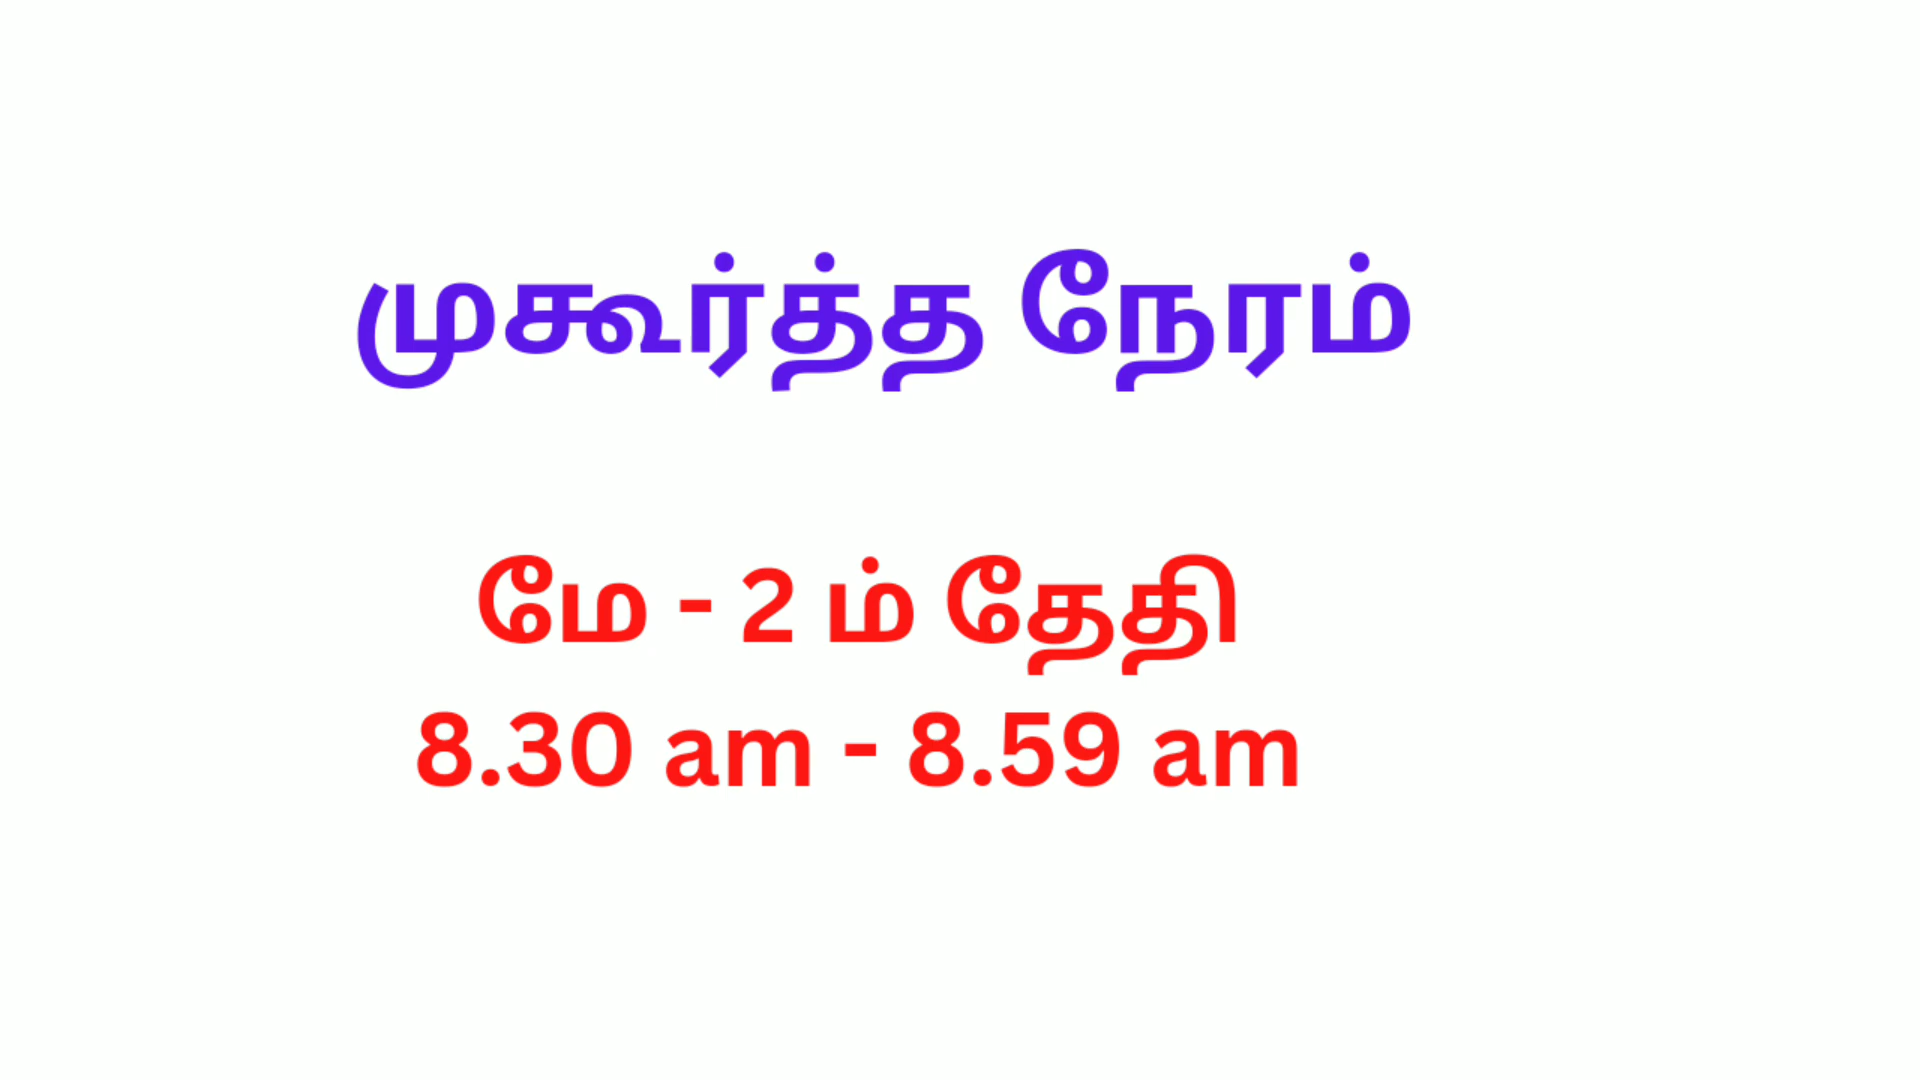 முகூர்த்த நேரம்
மே - 2 ம் தேதி
8.30 am - 8.59 am